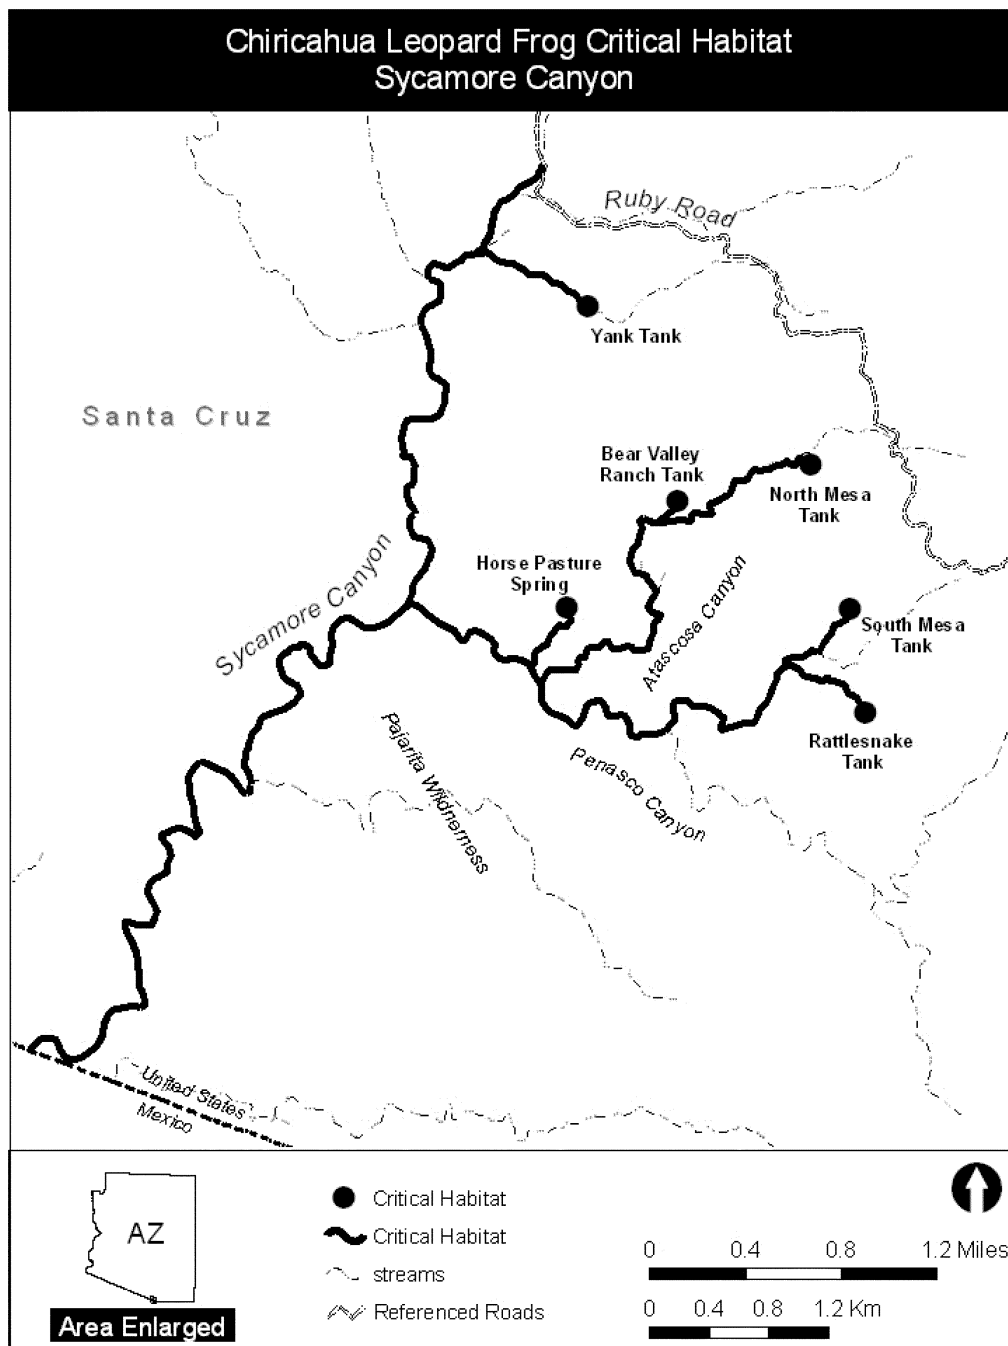 Chiricahua Leopard Frog Critical Habitat
Sycamore Canyon
Ruby Road
Yank Tank
Santa Cruz
Bear Valley
Ranch Tank
North Mesa
Tank
Horse Pasture
Spring
Sycamore Canyon
Atascosa Canyon
South Mesa
Tank
Rattlesnake
Tank
Pajarita Wildnerness
Penasco Canyon
United States
Mexico
AZ
Area Enlarged
Critical Habitat
Critical Habitat
streams
Referenced Roads
0 0.4 0.8 1.2 Miles
0 0.4 0.8 1.2 Km